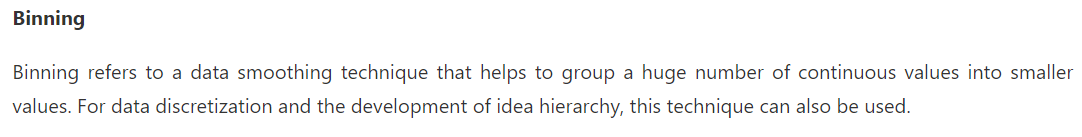 Binning
Binning refers to a data smoothing technique that helps to group a huge number of continuous values into smaller
values. For data discretization and the development of idea hierarchy, this technique can also be used.